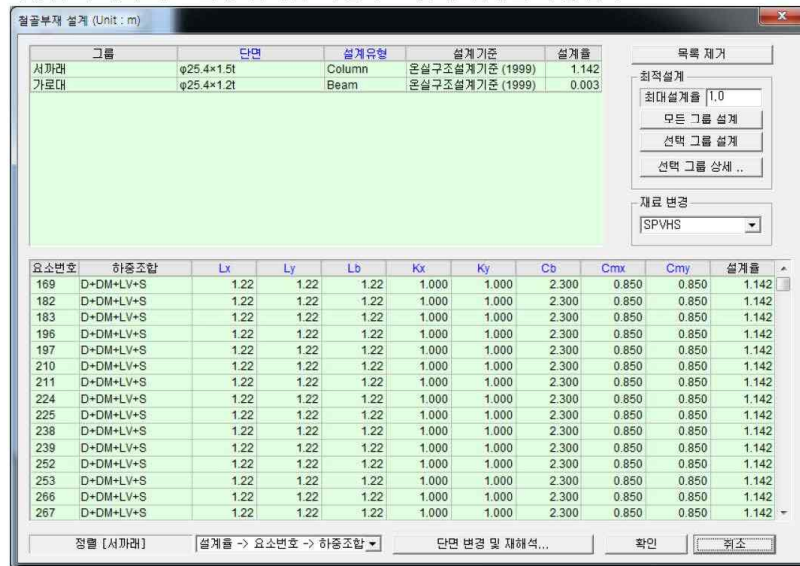 철골부재 설계 (Unit : m)
그룹 단면 설계유형 설계기준 설계율
서까래 φ25.4×1.5t Column 온실구조설계기준 (1999) 1.142
가로대 φ25.4×1.2t Beam 온실구조설계기준 (1999) 0.003
목록 제거
최적설계
최대설계율 1.0
모든 그룹 설계
선택 그룹 설계
선택 그룹 상세 ..
재료 변경
SPVHS
요소번호 하중조합 Lx Ly Lb Kx Ky Cb Cmx Cmy 설계율
169 D+DM+LV+S 1.22 1.22 1.22 1.000 1.000 2.300 0.850 0.850 1.142
182 D+DM+LV+S 1.22 1.22 1.22 1.000 1.000 2.300 0.850 0.850 1.142
183 D+DM+LV+S 1.22 1.22 1.22 1.000 1.000 2.300 0.850 0.850 1.142
196 D+DM+LV+S 1.22 1.22 1.22 1.000 1.000 2.300 0.850 0.850 1.142
197 D+DM+LV+S 1.22 1.22 1.22 1.000 1.000 2.300 0.850 0.850 1.142
210 D+DM+LV+S 1.22 1.22 1.22 1.000 1.000 2.300 0.850 0.850 1.142
211 D+DM+LV+S 1.22 1.22 1.22 1.000 1.000 2.300 0.850 0.850 1.142
224 D+DM+LV+S 1.22 1.22 1.22 1.000 1.000 2.300 0.850 0.850 1.142
225 D+DM+LV+S 1.22 1.22 1.22 1.000 1.000 2.300 0.850 0.850 1.142
238 D+DM+LV+S 1.22 1.22 1.22 1.000 1.000 2.300 0.850 0.850 1.142
239 D+DM+LV+S 1.22 1.22 1.22 1.000 1.000 2.300 0.850 0.850 1.142
252 D+DM+LV+S 1.22 1.22 1.22 1.000 1.000 2.300 0.850 0.850 1.142
253 D+DM+LV+S 1.22 1.22 1.22 1.000 1.000 2.300 0.850 0.850 1.142
266 D+DM+LV+S 1.22 1.22 1.22 1.000 1.000 2.300 0.850 0.850 1.142
267 D+DM+LV+S 1.22 1.22 1.22 1.000 1.000 2.300 0.850 0.850 1.142
정렬 [서까래] 설계율 -> 요소번호 -> 하중조합 단면 변경 및 재해석... 확인 취소